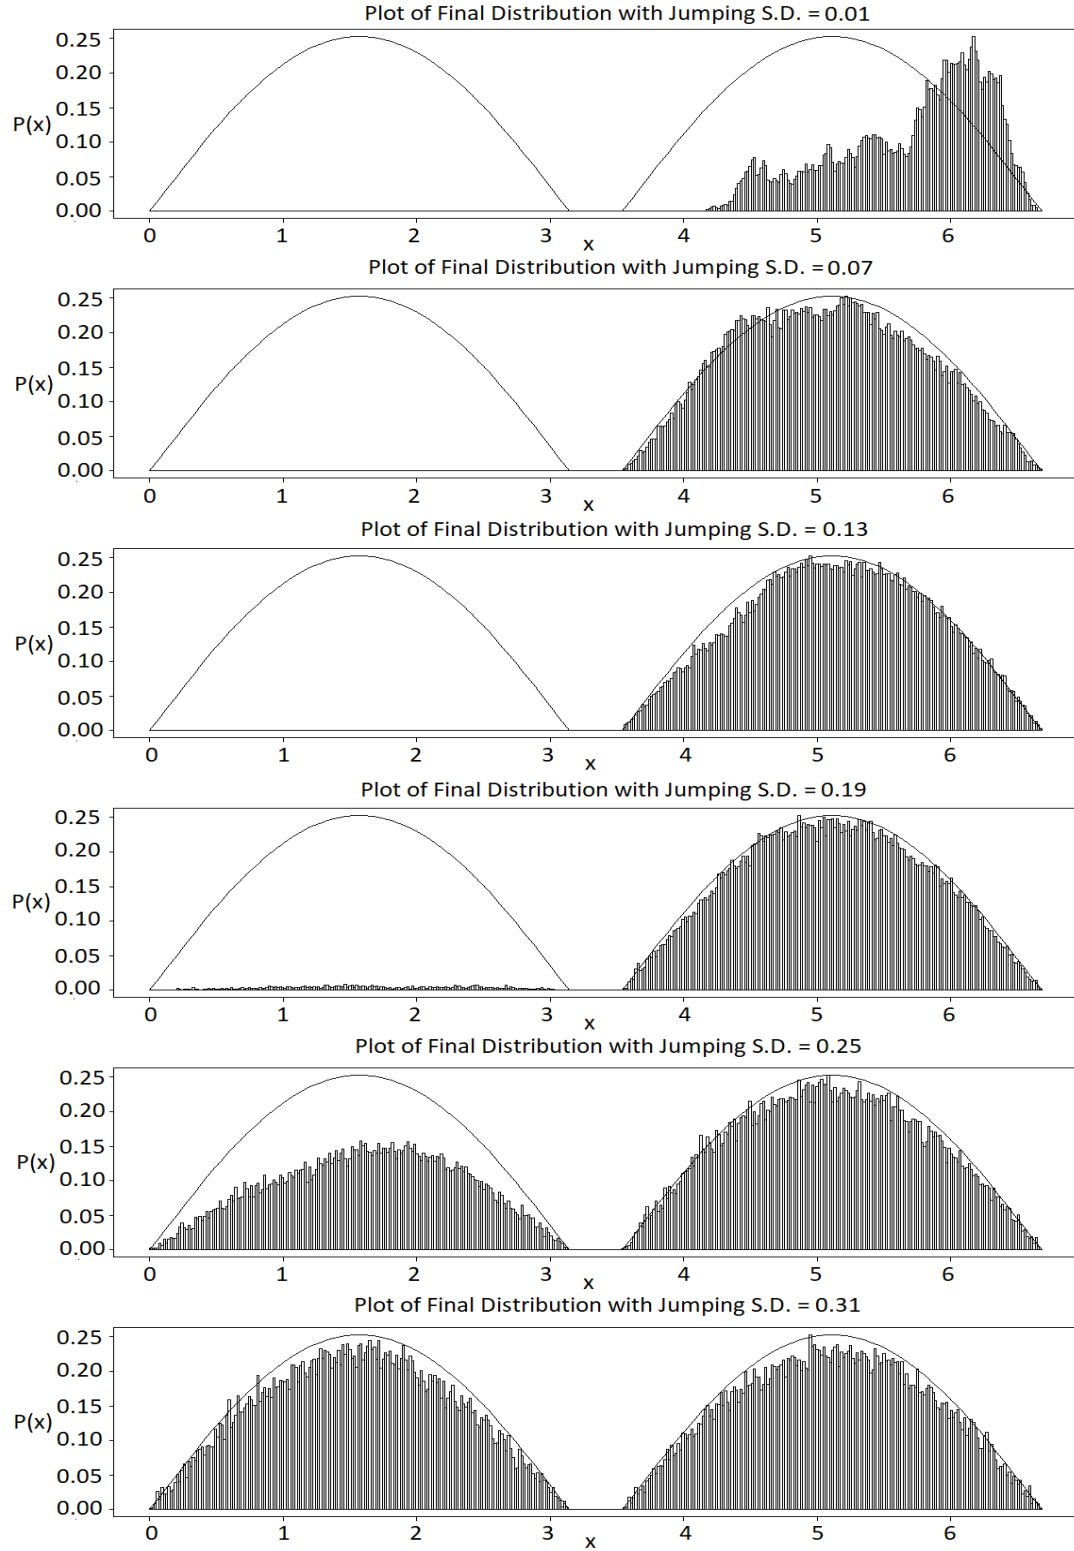 Plot of Final Distribution with Jumping S.D. = 0.01
0.25
0.20
0.15
P(x)
0.10
0.05
0.00
0 1 2 3 4 5 6
x
Plot of Final Distribution with Jumping S.D. = 0.07
0.25
0.20
0.15
P(x)
0.10
0.05
0.00
0 1 2 3 4 5 6
x
Plot of Final Distribution with Jumping S.D. = 0.13
0.25
0.20
0.15
P(x)
0.10
0.05
0.00
0 1 2 3 4 5 6
x
Plot of Final Distribution with Jumping S.D. = 0.19
0.25
0.20
0.15
P(x)
0.10
0.05
0.00
0 1 2 3 4 5 6
x
Plot of Final Distribution with Jumping S.D. = 0.25
0.25
0.20
0.15
P(x)
0.10
0.05
0.00
0 1 2 3 4 5 6
x
Plot of Final Distribution with Jumping S.D. = 0.31
0.25
0.20
0.15
P(x)
0.10
0.05
0.00
0 1 2 3 4 5 6
x